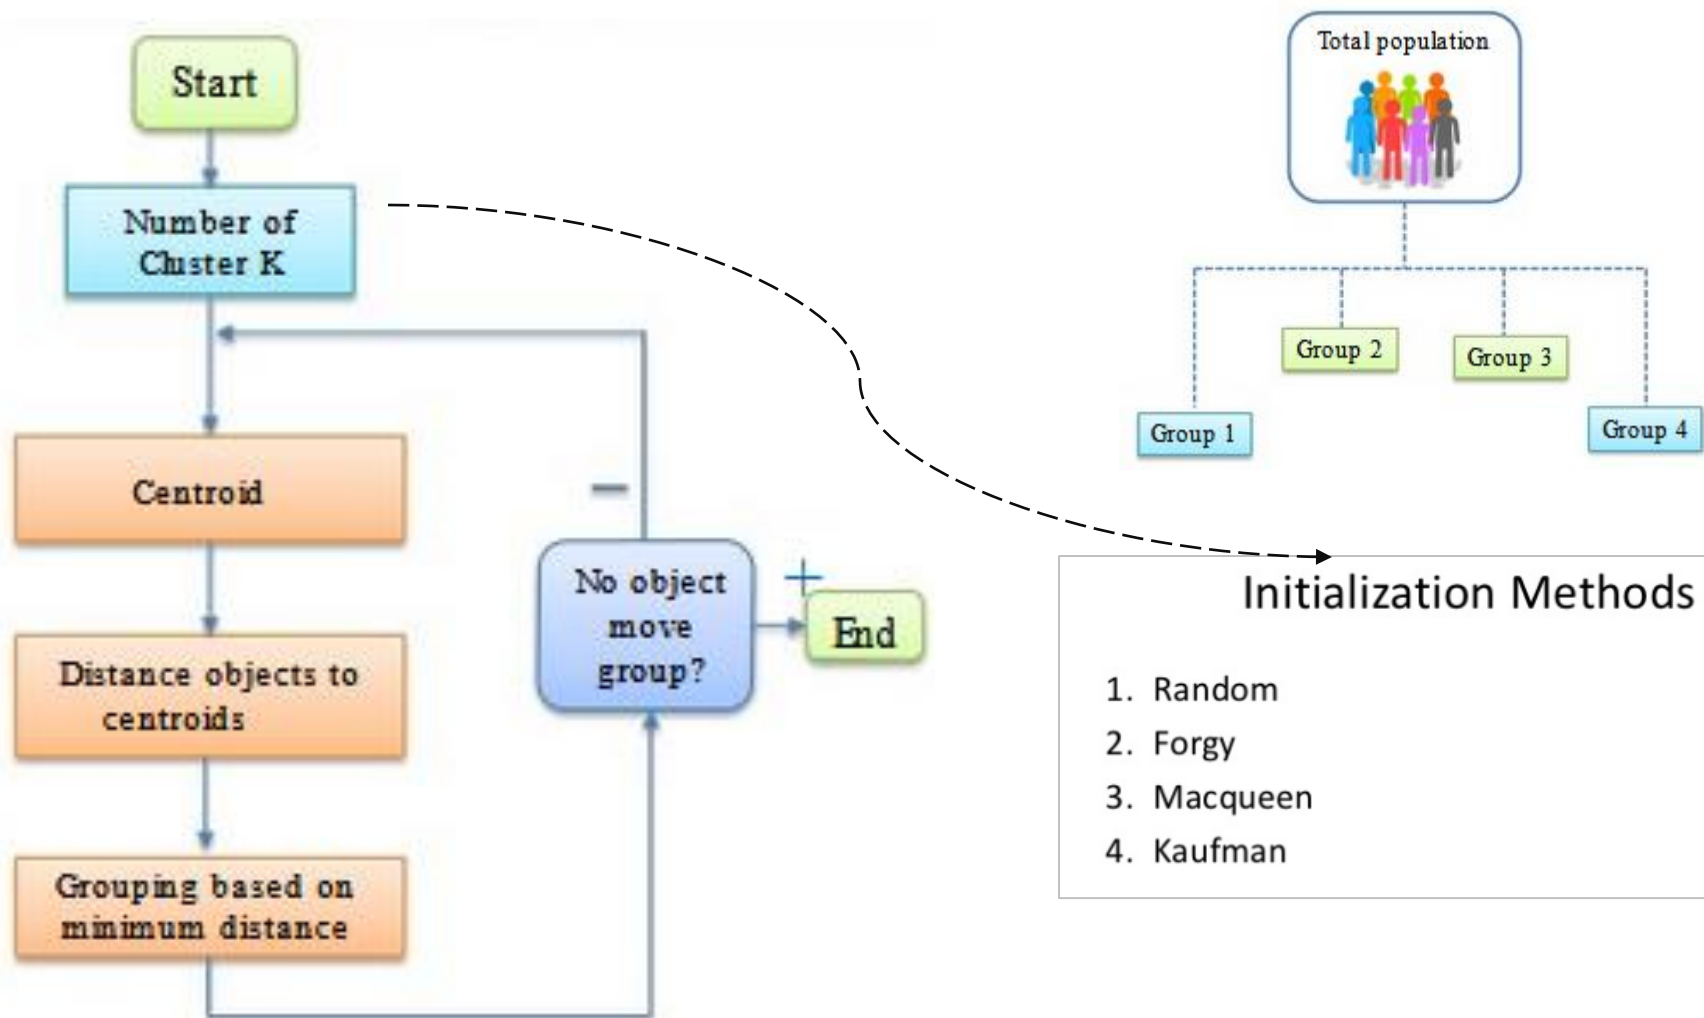 Start
Number of
Cluster K
Centroid
Distance objects to
centroids
Grouping based on
minimum distance
−
No object
move
group?
+
End
Total population
Group 1
Group 2
Group 3
Group 4
Initialization Methods
1. Random
2. Forgy
3. Macqueen
4. Kaufman